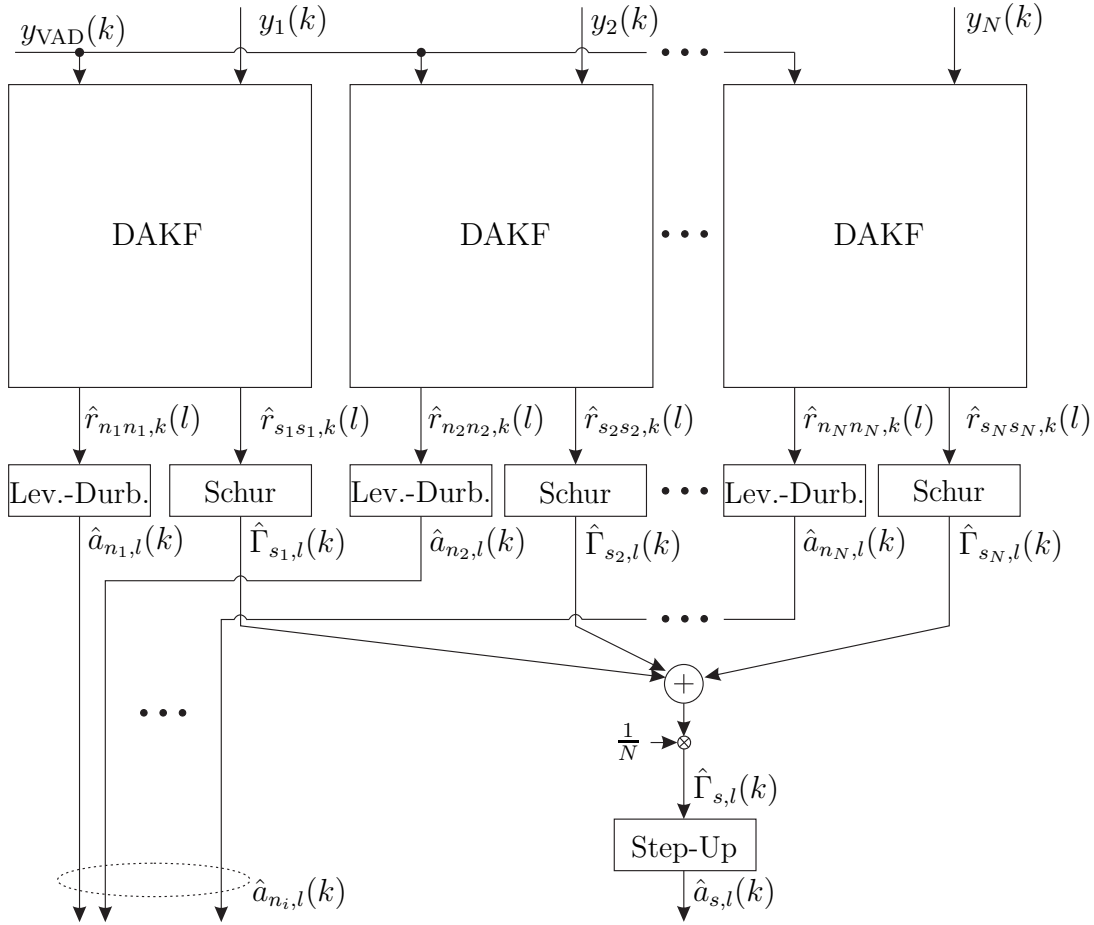 y_VAD(k) y_1(k) y_2(k) y_N(k)
DAKF DAKF DAKF
r̂_{n_1n_1,k}(l) r̂_{s_1s_1,k}(l) r̂_{n_2n_2,k}(l) r̂_{s_2s_2,k}(l) r̂_{n_Nn_N,k}(l) r̂_{s_Ns_N,k}(l)
Lev.-Durb. Schur Lev.-Durb. Schur Lev.-Durb. Schur
â_{n_1,l}(k) Γ̂_{s_1,l}(k) â_{n_2,l}(k) Γ̂_{s_2,l}(k) â_{n_N,l}(k) Γ̂_{s_N,l}(k)
+
1/N
Γ̂_{s,l}(k)
Step-Up
â_{n_i,l}(k) â_{s,l}(k)